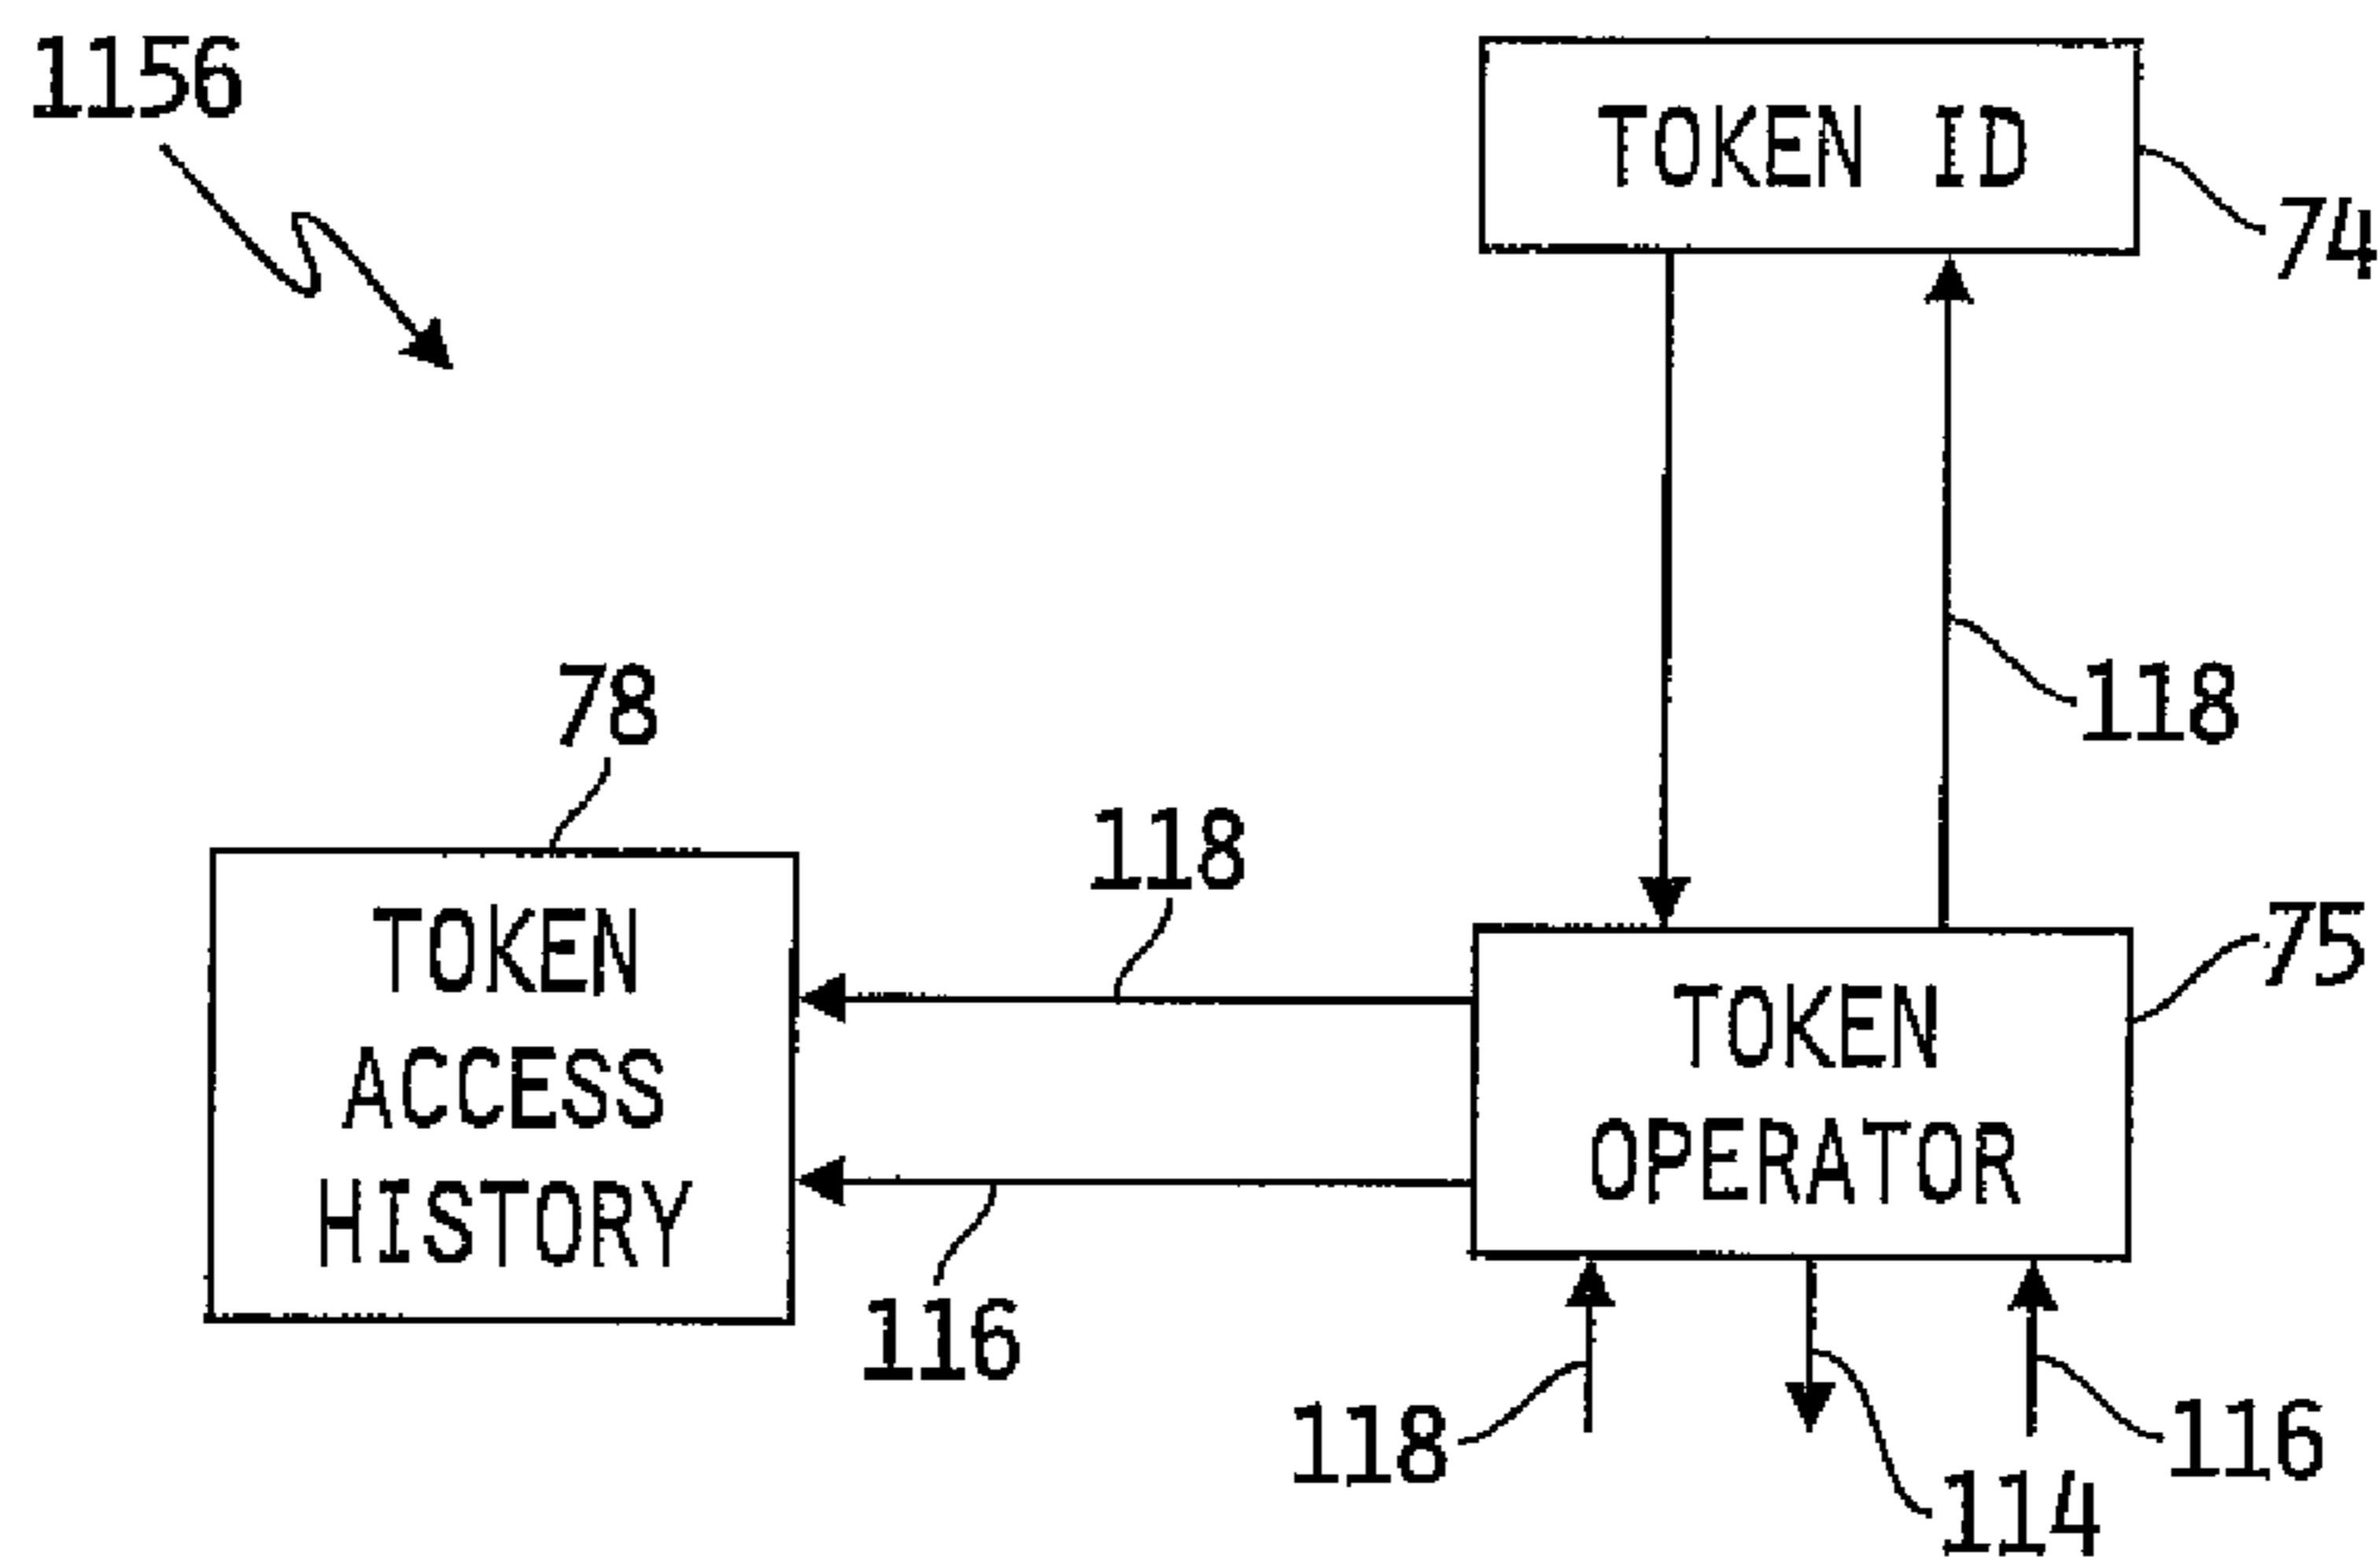 1156
TOKEN ID
74
118
78
118
TOKEN
ACCESS
HISTORY
75
TOKEN
OPERATOR
116
118
114
116